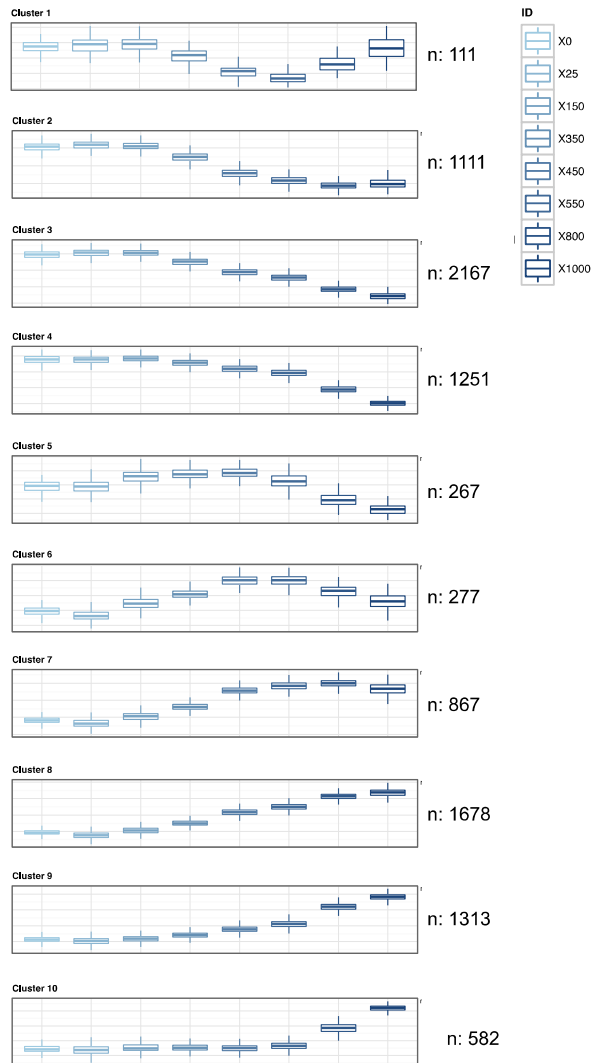 Cluster 1
n: 111
Cluster 2
n: 1111
Cluster 3
n: 2167
Cluster 4
n: 1251
Cluster 5
n: 267
Cluster 6
n: 277
Cluster 7
n: 867
Cluster 8
n: 1678
Cluster 9
n: 1313
Cluster 10
n: 582
ID
X0
X25
X150
X350
X450
X550
X800
X1000